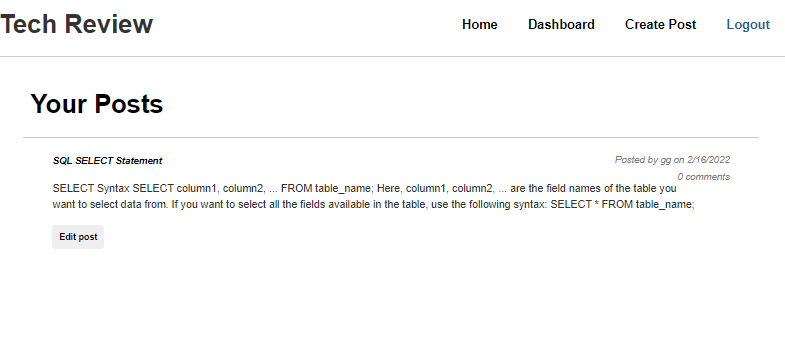 Tech Review
Home Dashboard Create Post Logout
Your Posts
SQL SELECT Statement
Posted by gg on 2/16/2022
0 comments
SELECT Syntax SELECT column1, column2, ... FROM table_name; Here, column1, column2, ... are the field names of the table you
want to select data from. If you want to select all the fields available in the table, use the following syntax: SELECT * FROM table_name;
Edit post